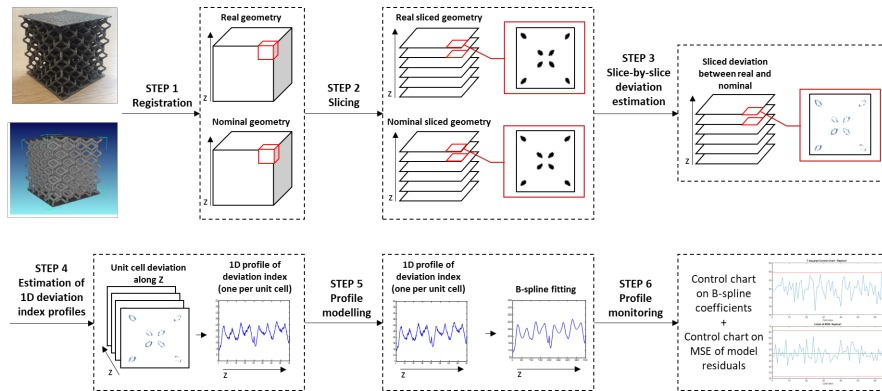 Real geometry
Z
Nominal geometry
Z
STEP 1
Registration
STEP 2
Slicing
Real sliced geometry
Z
Nominal sliced geometry
Z
STEP 3
Slice-by-slice
deviation
estimation
Sliced deviation
between real and
nominal
Z
STEP 4
Estimation of
1D deviation
index profiles
Unit cell deviation
along Z
Z
1D profile of
deviation index
(one per unit cell)
Z
STEP 5
Profile
modelling
1D profile of
deviation index
(one per unit cell)
Z
B-spline fitting
Z
STEP 6
Profile
monitoring
Control chart
on B-spline
coefficients
+
Control chart on
MSE of model
residuals